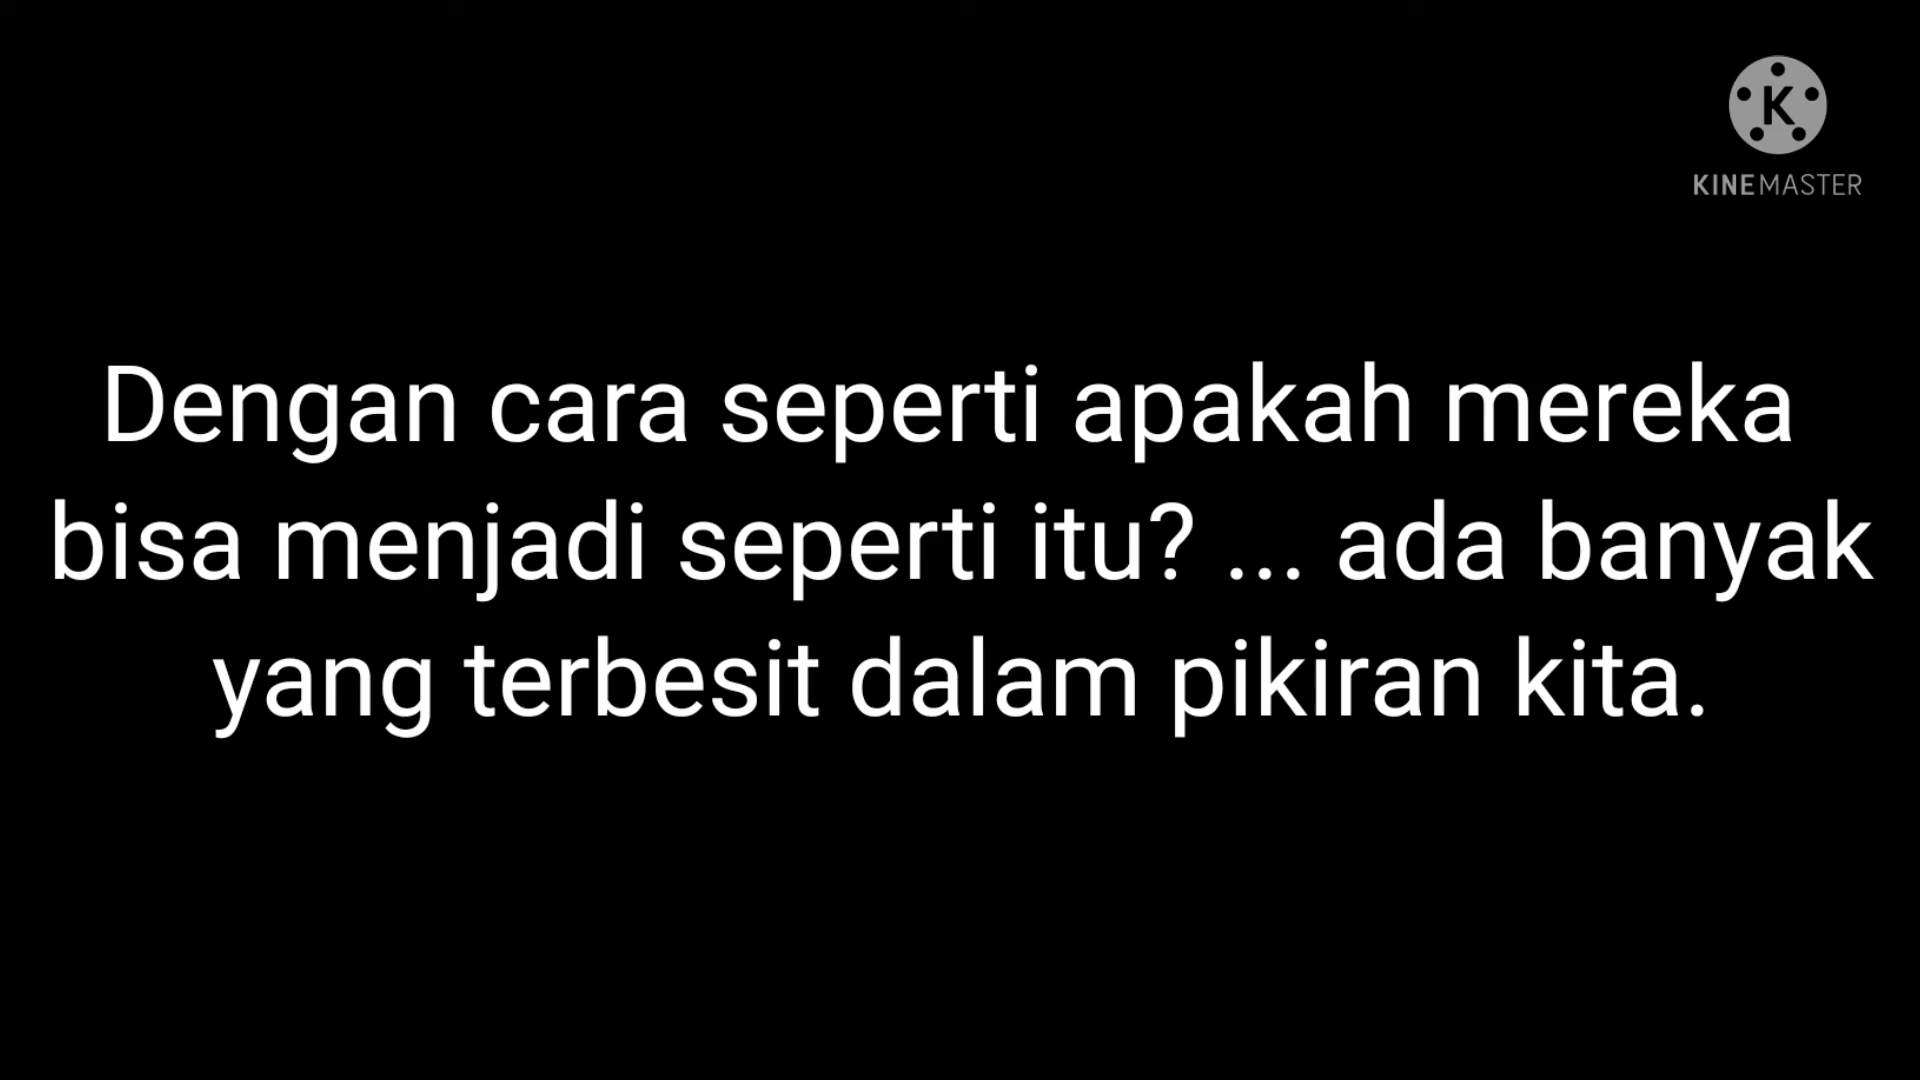 K
KINEMASTER
Dengan cara seperti apakah mereka
bisa menjadi seperti itu? ... ada banyak
yang terbesit dalam pikiran kita.